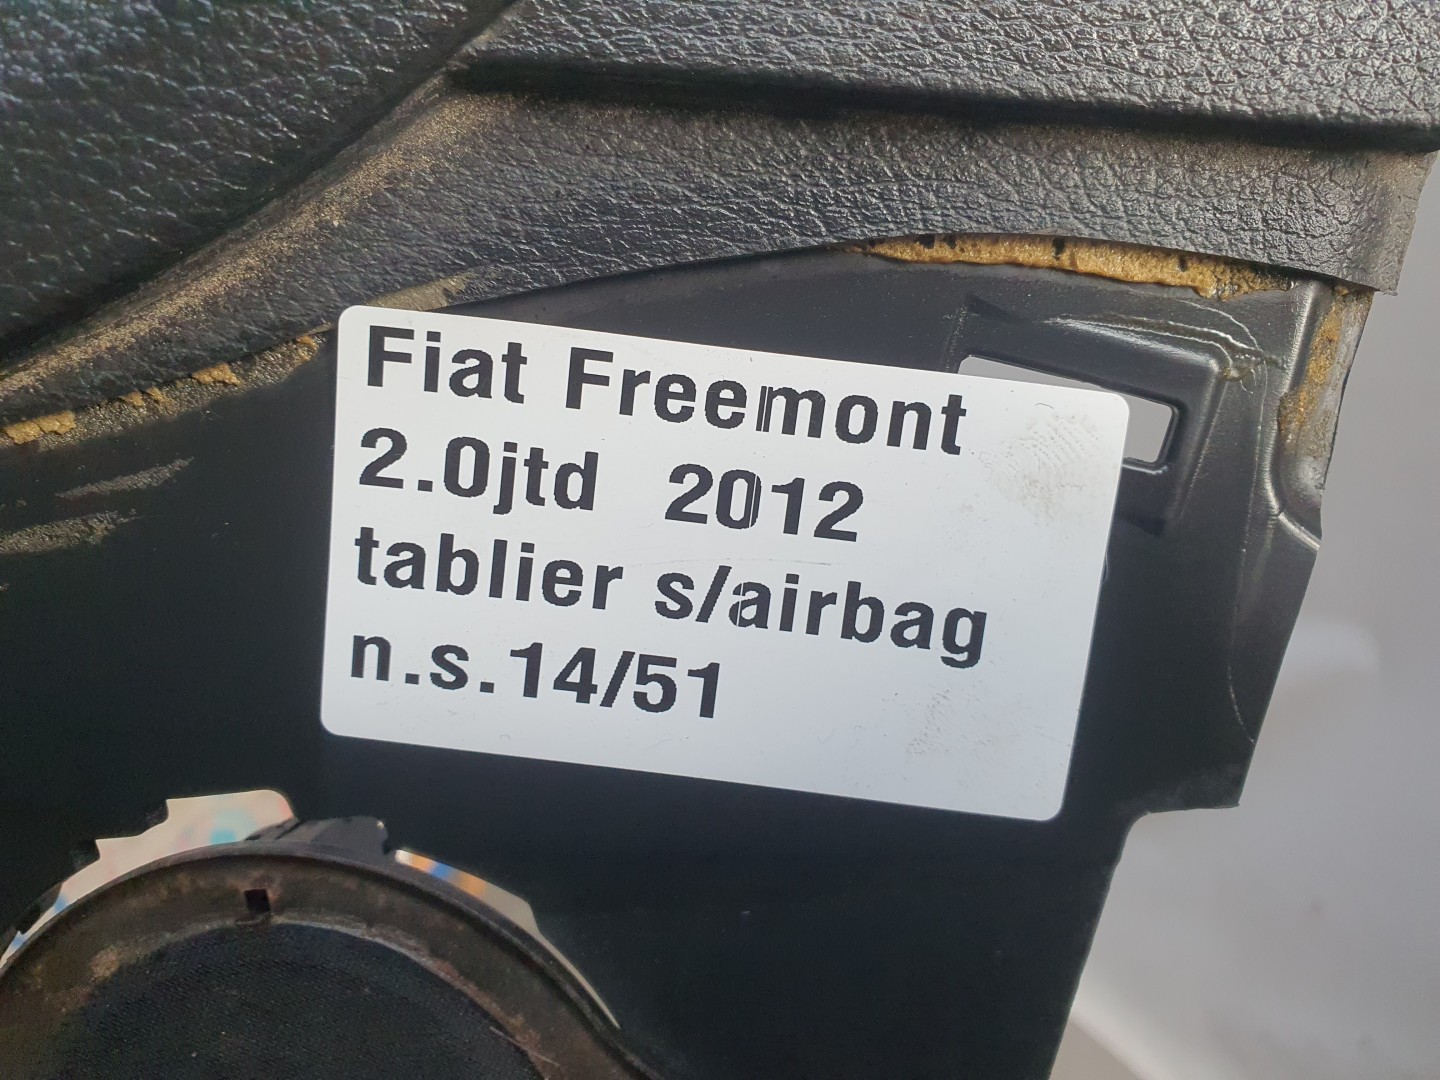 Fiat Freemont
2.0jtd 2012
tablier s/airbag
n.s.14/51